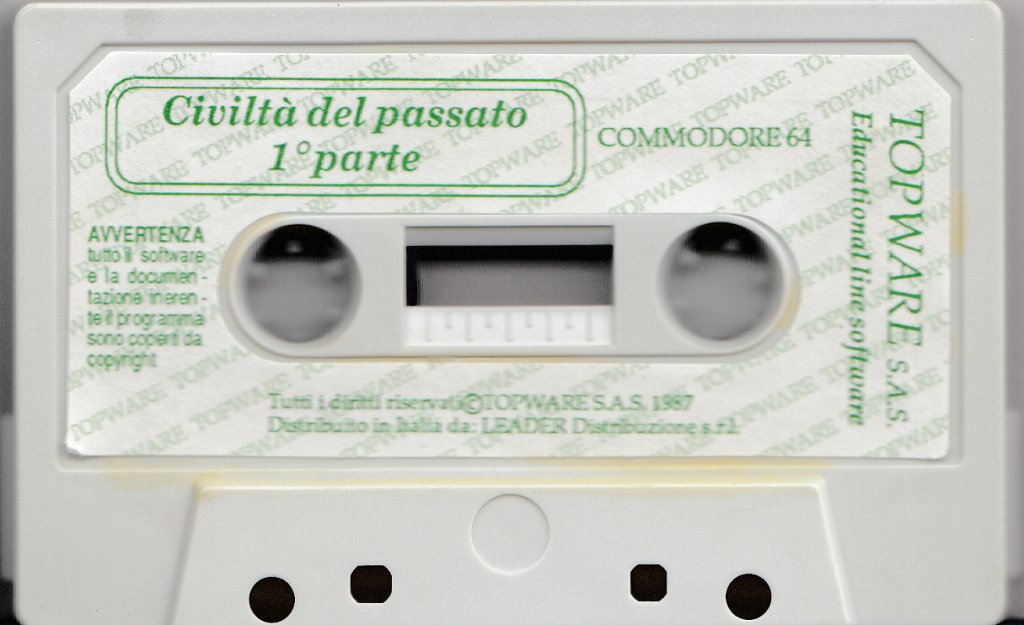 Civiltà del passato
1° parte
COMMODORE 64
TOPWARE S.A.S.
Educational line software
AVVERTENZA
tutto il software
e la documen-
tazione ineren-
te il programma
sono coperti da
copyright
Tutti i diritti riservati©TOPWARE S.A.S. 1987
Distribuito in Italia da: LEADER Distribuzione s.r.l.